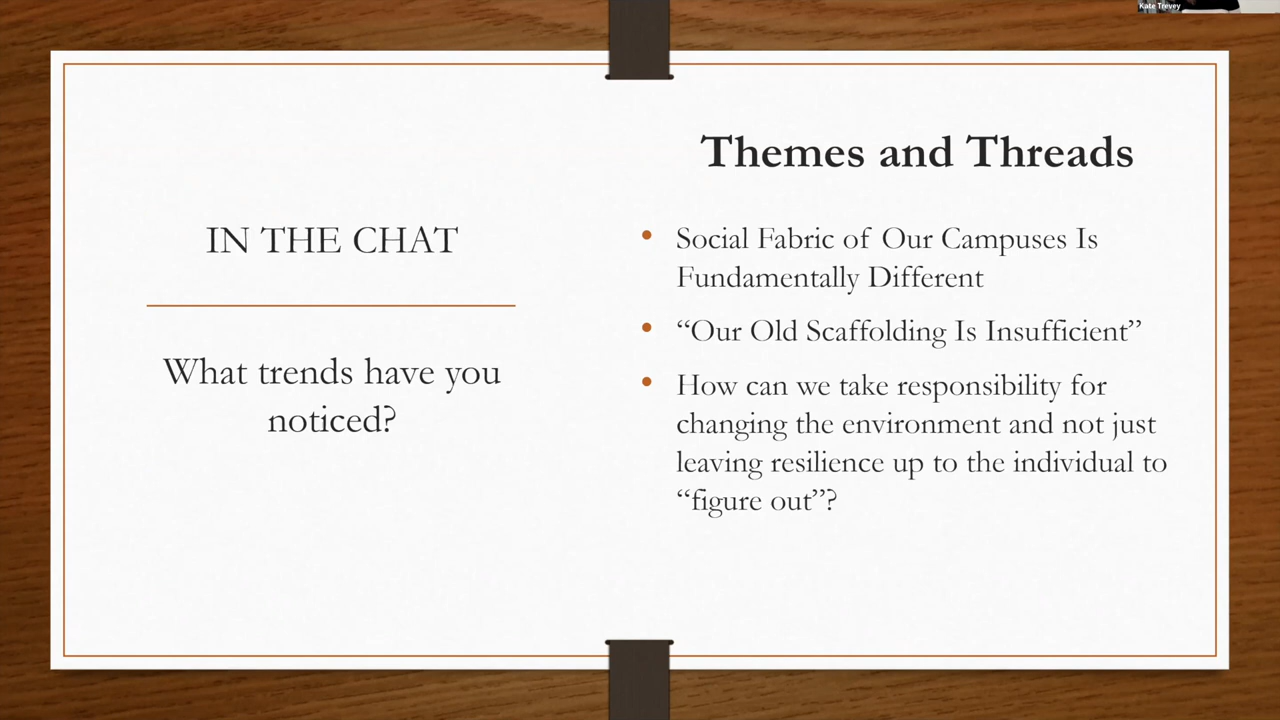 Kate Trevey
IN THE CHAT
What trends have you
noticed?
Themes and Threads
• Social Fabric of Our Campuses Is
Fundamentally Different
• “Our Old Scaffolding Is Insufficient”
• How can we take responsibility for
changing the environment and not just
leaving resilience up to the individual to
“figure out”?